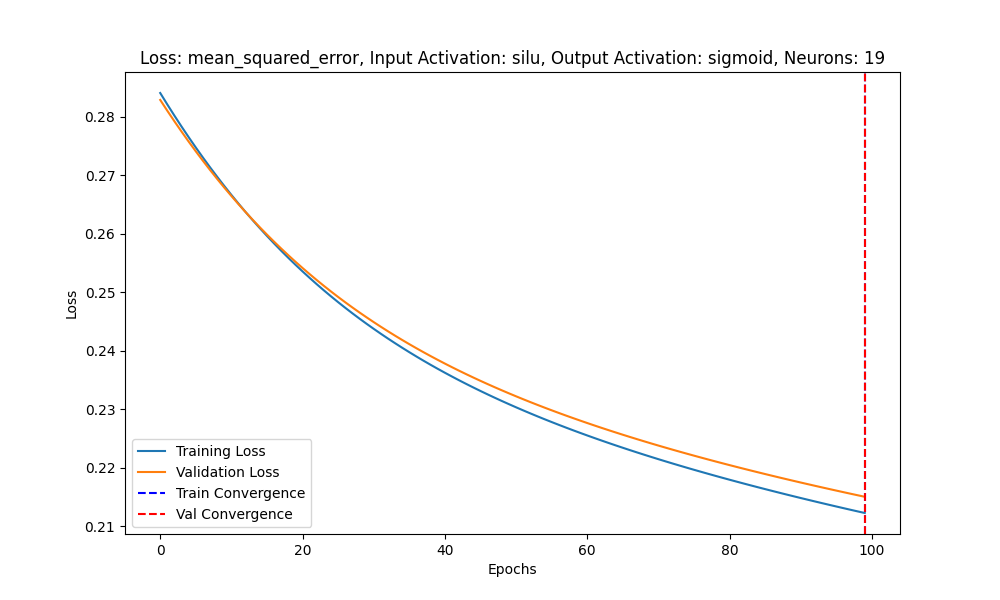 Loss: mean_squared_error, Input Activation: silu, Output Activation: sigmoid, Neurons: 19
0.28
0.27
0.26
0.25
0.24
0.23
0.22
0.21
Loss
Training Loss
Validation Loss
Train Convergence
Val Convergence
0 20 40 60 80 100
Epochs